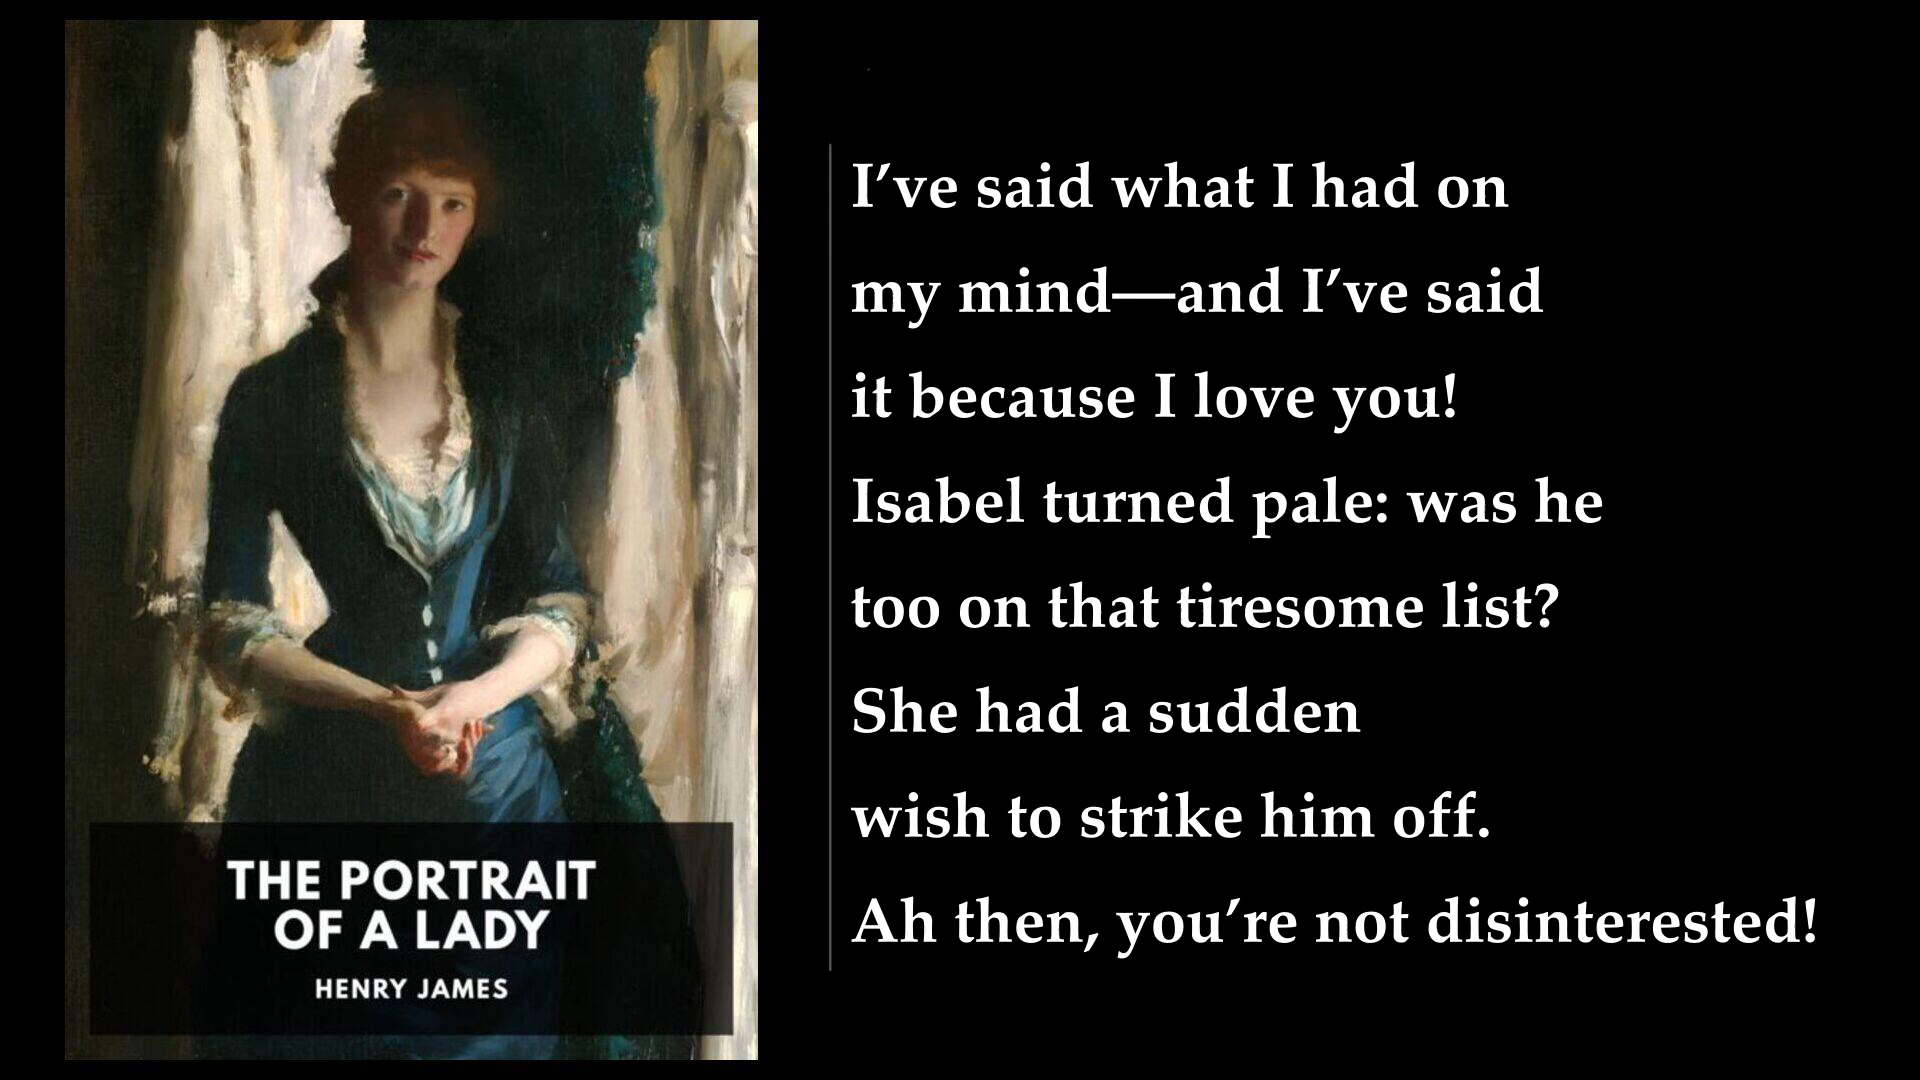 THE PORTRAIT
OF A LADY
HENRY JAMES
I’ve said what I had on
my mind—and I’ve said
it because I love you!
Isabel turned pale: was he
too on that tiresome list?
She had a sudden
wish to strike him off.
Ah then, you’re not disinterested!